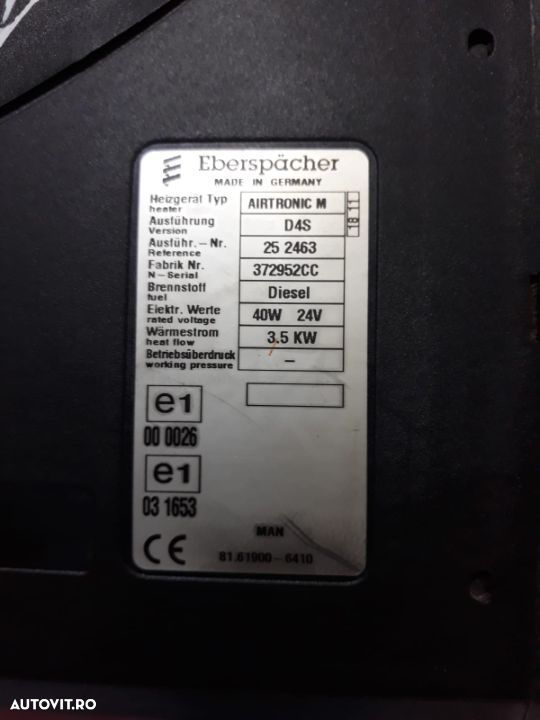 Eberspächer
MADE IN GERMANY
Heizgerät Typ AIRTRONIC M 18 11
heater
Ausführung D4S
Version
Ausführ.-Nr. 25 2463
Reference
Fabrik Nr. 372952CC
N-Serial
Brennstoff Diesel
fuel
Elektr. Werte 40W 24V
rated voltage
Wärmestrom 3.5 KW
heat flow
Betriebsüberdruck –
working pressure
e1
00 0026
e1
03 1653
MAN
CE 81.61900-6410
AUTOVIT.RO